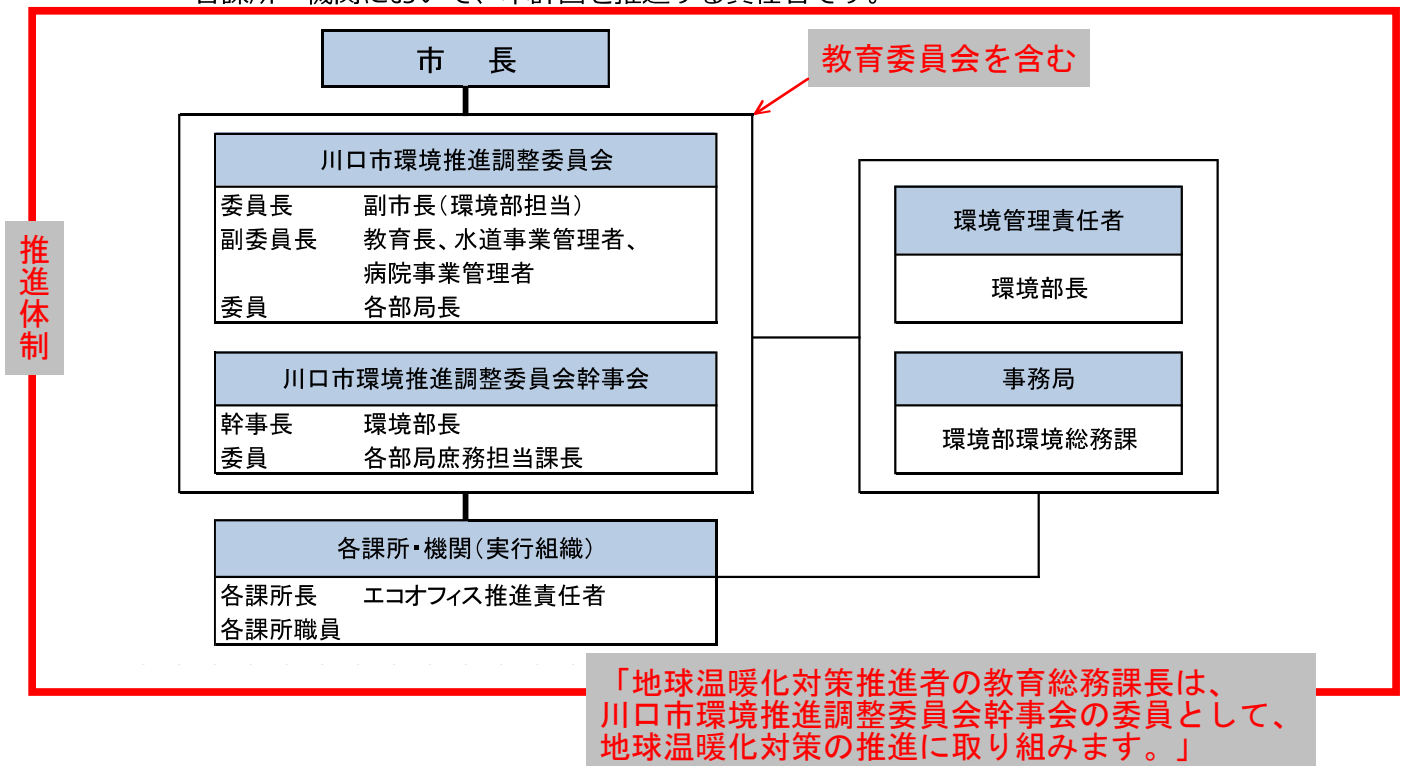 市　長
教育委員会を含む
川口市環境推進調整委員会
委員長　副市長（環境部担当）
副委員長　教育長、水道事業管理者、
病院事業管理者
委員　各部局長
川口市環境推進調整委員会幹事会
幹事長　環境部長
委員　各部局庶務担当課長
環境管理責任者
環境部長
事務局
環境部環境総務課
各課所・機関（実行組織）
各課所長　エコオフィス推進責任者
各課所職員
推進体制
「地球温暖化対策推進者の教育総務課長は、
川口市環境推進調整委員会幹事会の委員として、
地球温暖化対策の推進に取り組みます。」